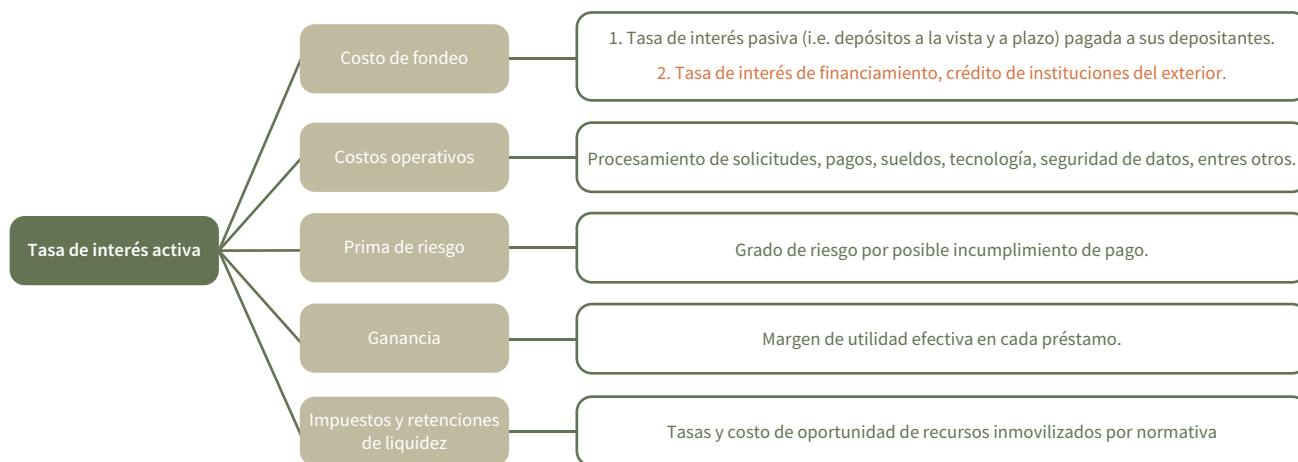 Costo de fondeo
1. Tasa de interés pasiva (i.e. depósitos a la vista y a plazo) pagada a sus depositantes.
2. Tasa de interés de financiamiento, crédito de instituciones del exterior.
Costos operativos
Procesamiento de solicitudes, pagos, sueldos, tecnología, seguridad de datos, entres otros.
Tasa de interés activa
Prima de riesgo
Grado de riesgo por posible incumplimiento de pago.
Ganancia
Margen de utilidad efectiva en cada préstamo.
Impuestos y retenciones
de liquidez
Tasas y costo de oportunidad de recursos inmovilizados por normativa